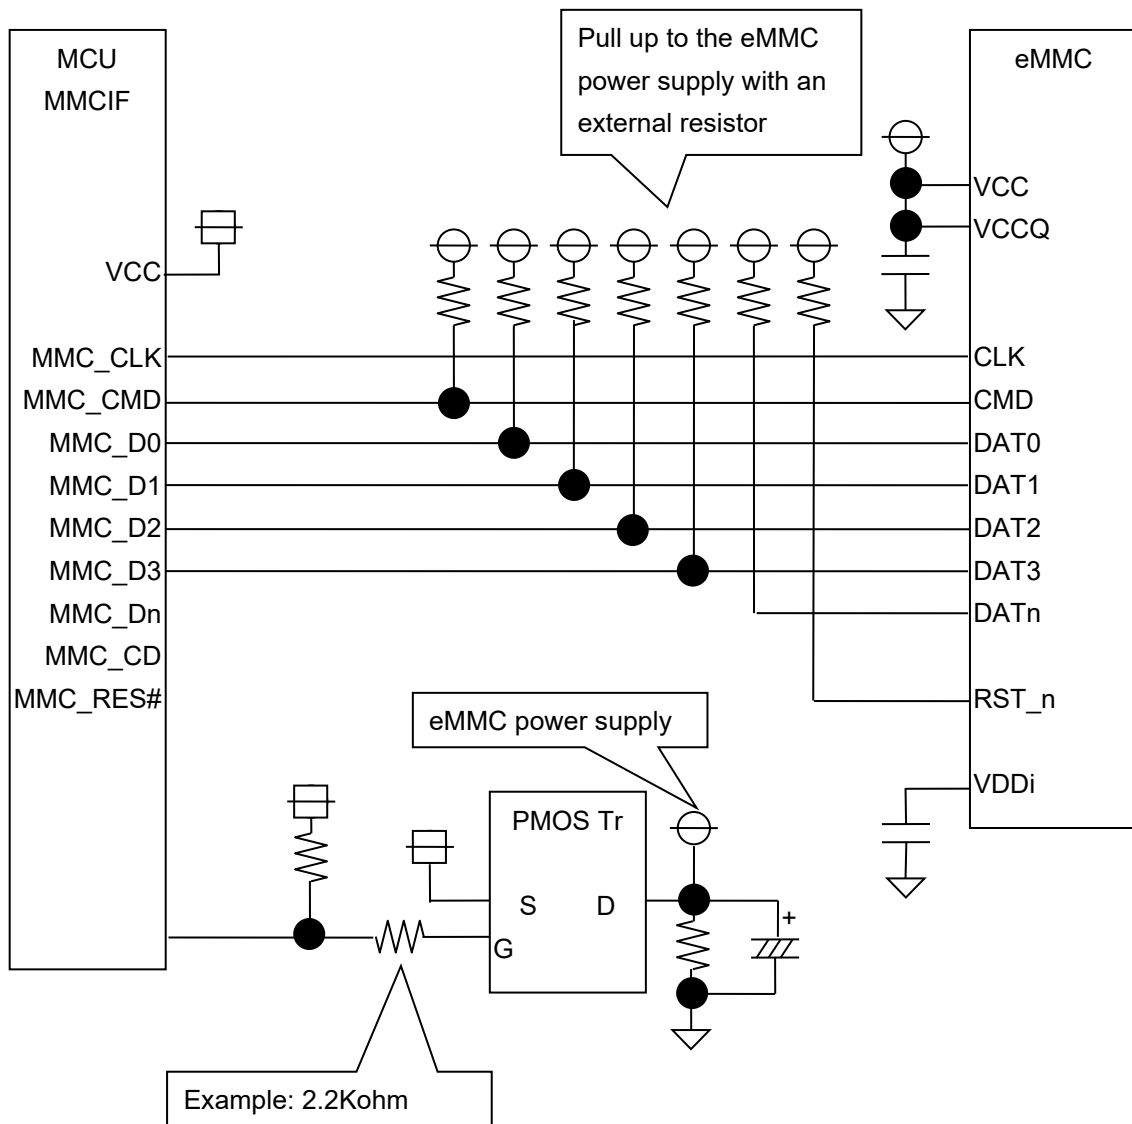 MCU
MMCIF
Pull up to the eMMC
power supply with an
external resistor
eMMC
VCC
VCCQ
VCC
MMC_CLK
CLK
MMC_CMD
CMD
MMC_D0
DAT0
MMC_D1
DAT1
MMC_D2
DAT2
MMC_D3
DAT3
MMC_Dn
DATn
MMC_CD
MMC_RES#
RST_n
eMMC power supply
VDDi
PMOS Tr
S
D
G
+
Example: 2.2Kohm